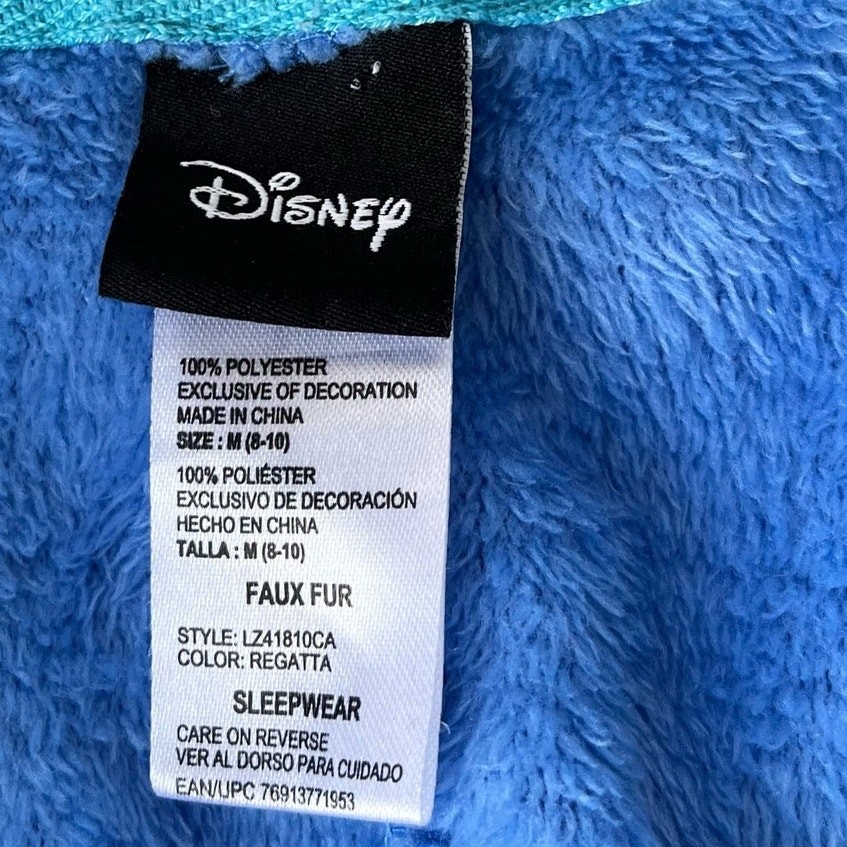 Disney
100% POLYESTER
EXCLUSIVE OF DECORATION
MADE IN CHINA
SIZE : M (8-10)
100% POLIÉSTER
EXCLUSIVO DE DECORACIÓN
HECHO EN CHINA
TALLA : M (8-10)
FAUX FUR
STYLE: LZ41810CA
COLOR: REGATTA
SLEEPWEAR
CARE ON REVERSE
VER AL DORSO PARA CUIDADO
EAN/UPC 76913771953